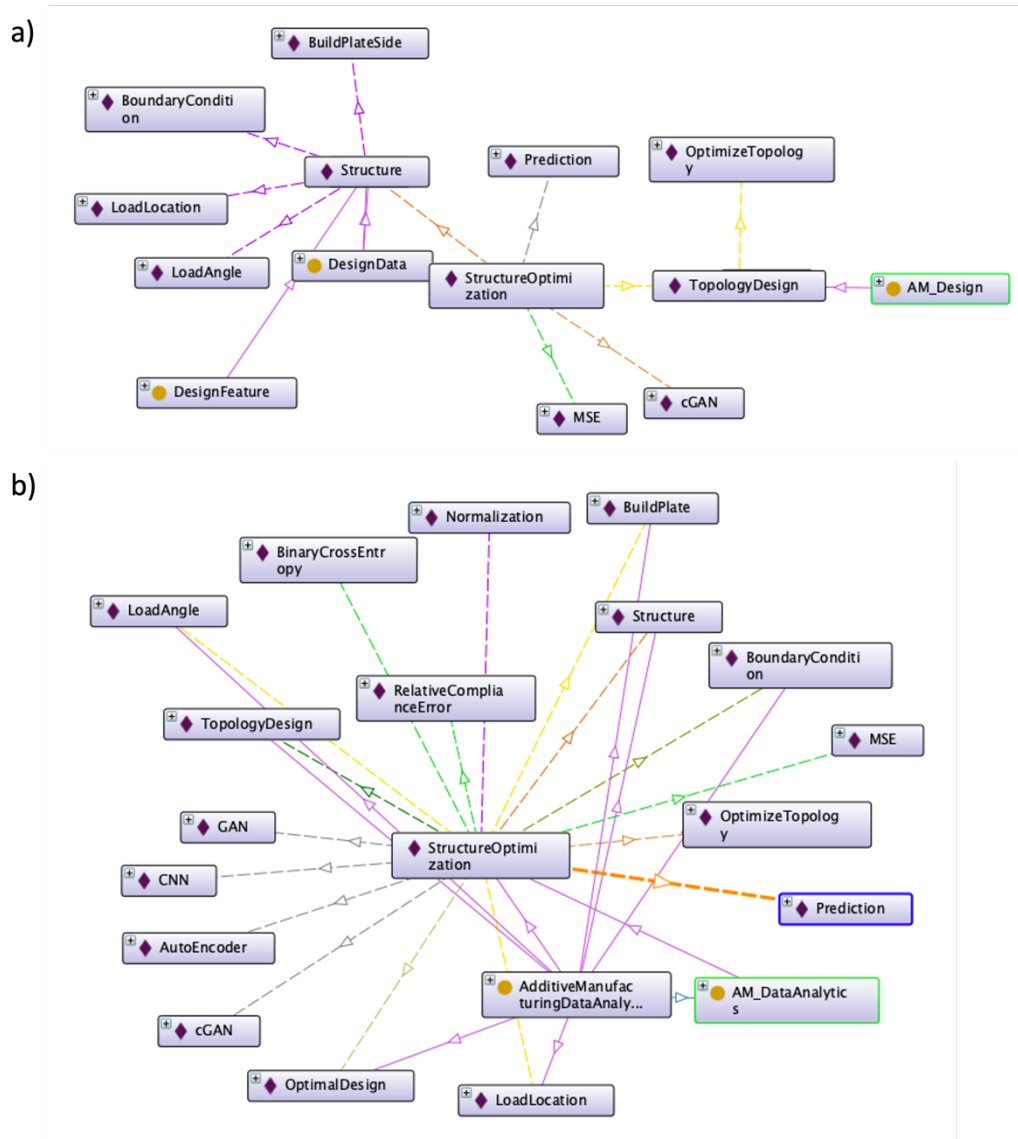 a)
BuildPlateSide
BoundaryConditi
on
Structure
Prediction
OptimizeTopolog
y
LoadLocation
LoadAngle
DesignData
StructureOptimi
zation
TopologyDesign
AM_Design
DesignFeature
MSE
cGAN
b)
Normalization
BuildPlate
BinaryCrossEntr
opy
LoadAngle
Structure
BoundaryConditi
on
RelativeComplia
nceError
TopologyDesign
MSE
GAN
OptimizeTopolog
y
StructureOptimi
zation
CNN
Prediction
AutoEncoder
AdditiveManufac
turingDataAnaly...
AM_DataAnalytic
s
cGAN
OptimalDesign
LoadLocation